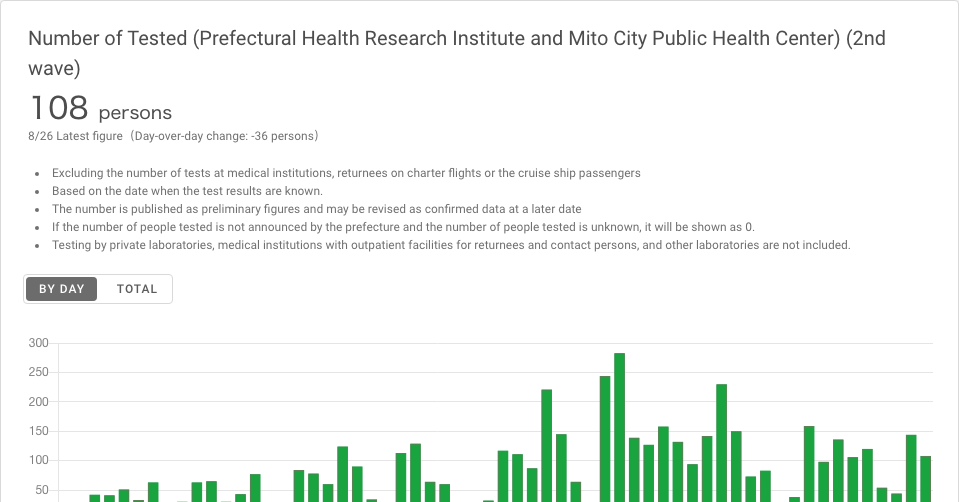 Number of Tested (Prefectural Health Research Institute and Mito City Public Health Center) (2nd
wave)
108 persons
8/26 Latest figure（Day-over-day change: -36 persons）
• Excluding the number of tests at medical institutions, returnees on charter flights or the cruise ship passengers
• Based on the date when the test results are known.
• The number is published as preliminary figures and may be revised as confirmed data at a later date
• If the number of people tested is not announced by the prefecture and the number of people tested is unknown, it will be shown as 0.
• Testing by private laboratories, medical institutions with outpatient facilities for returnees and contact persons, and other laboratories are not included.
BY DAY TOTAL
300
250
200
150
100
50